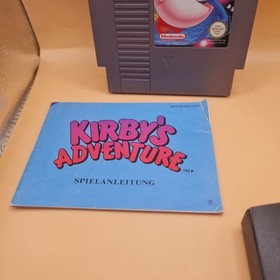 Nintendo
KIRBY'S
ADVENTURE
TM
SPIELANLEITUNG